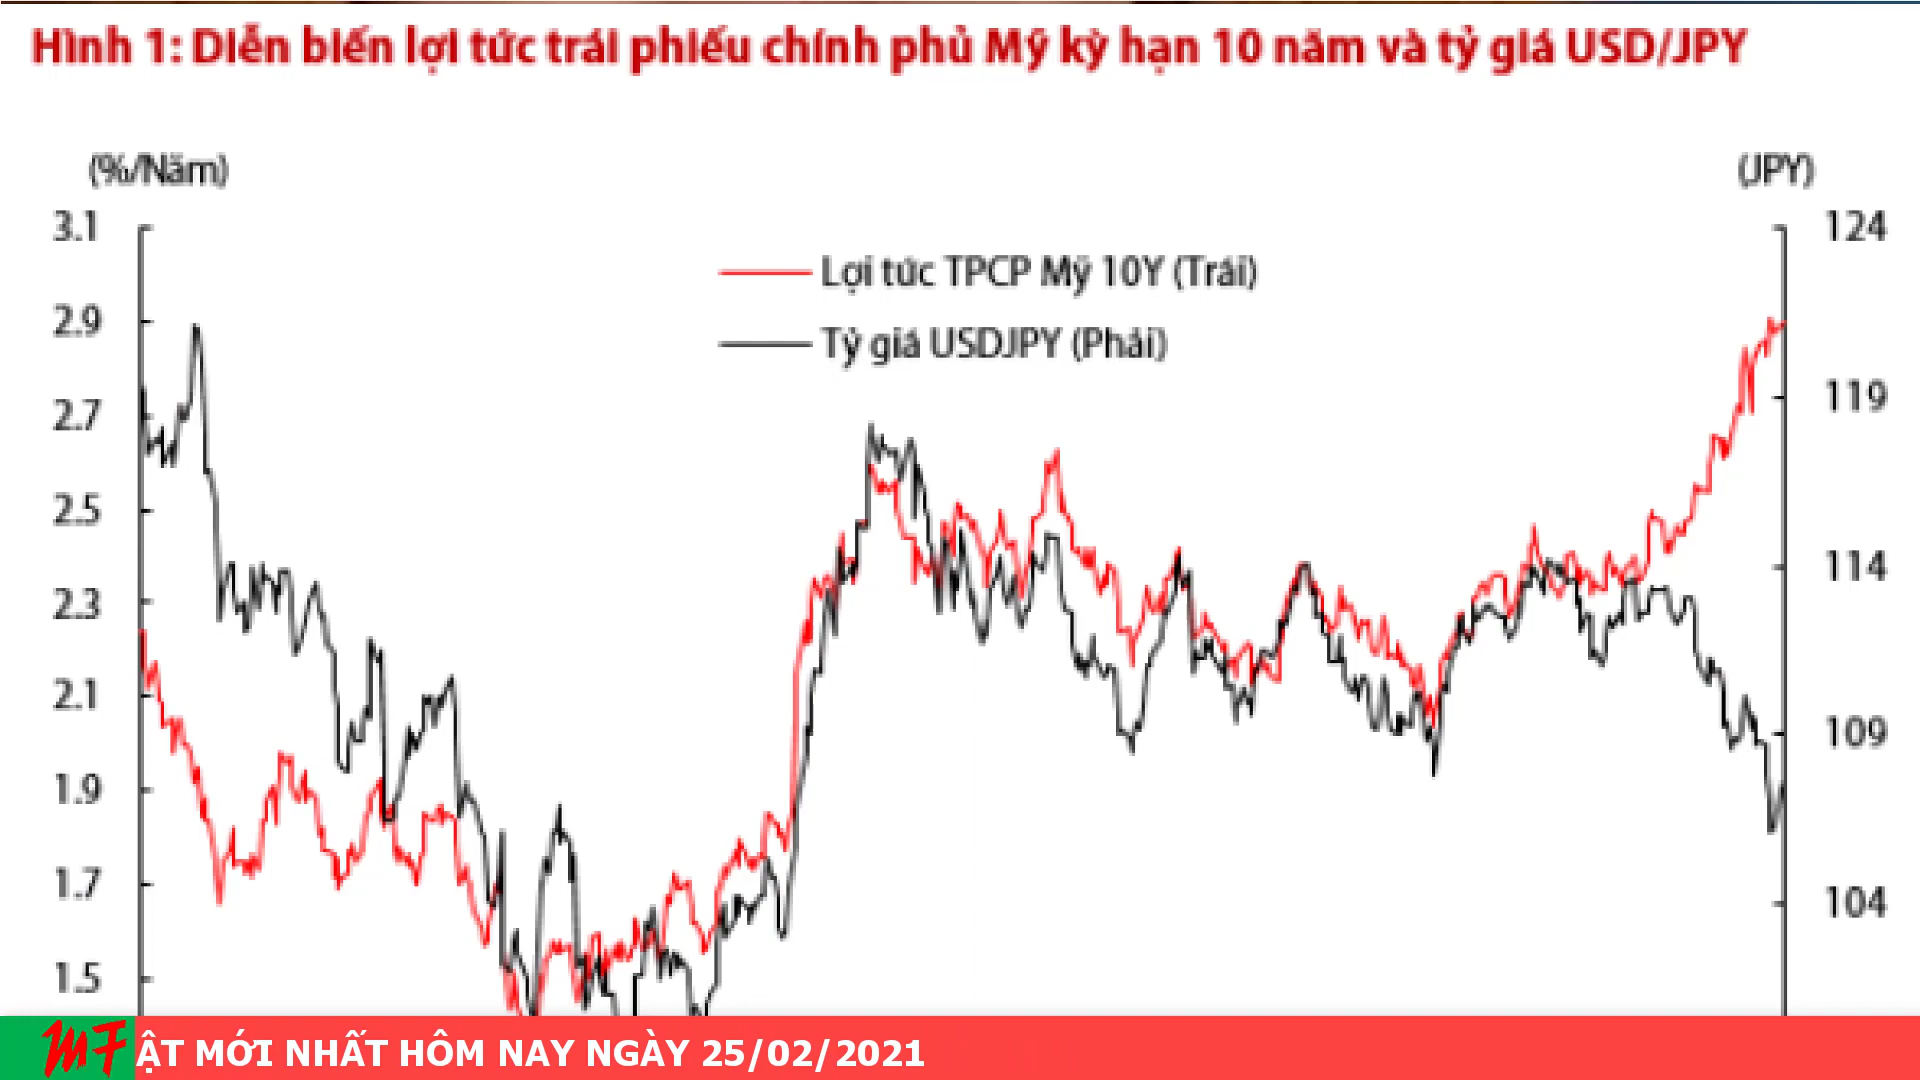 Hình 1: Diễn biến lợi tức trái phiếu chính phủ Mỹ kỳ hạn 10 năm và tỷ giá USD/JPY
(%/Năm)
(JPY)
3.1
124
Lợi tức TPCP Mỹ 10Y (Trái)
2.9
Tỷ giá USDJPY (Phải)
119
2.7
2.5
114
2.3
2.1
109
1.9
1.7
104
1.5
MF
ẬT MỚI NHẤT HÔM NAY NGÀY 25/02/2021